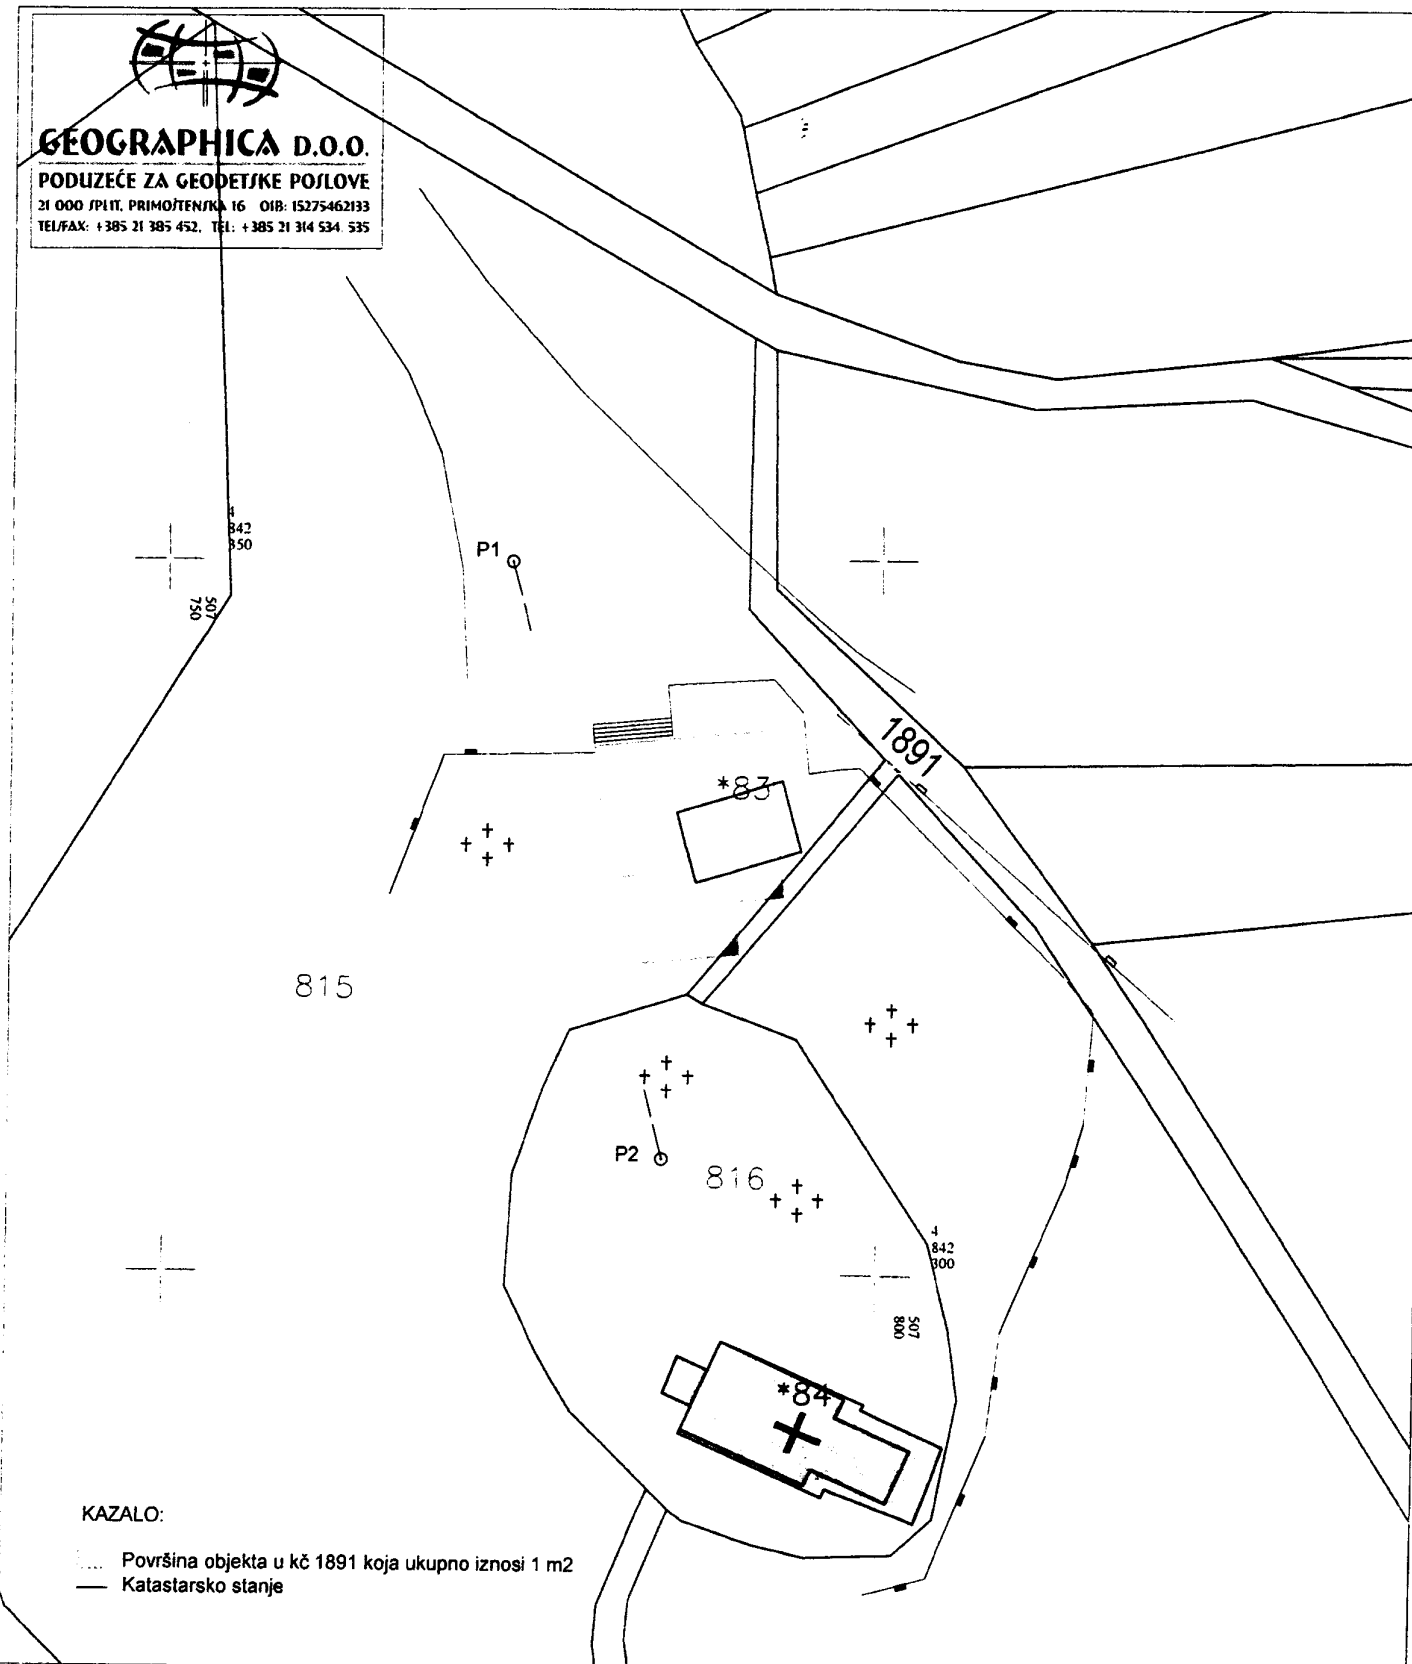 GEOGRAPHICA D.O.O.
PODUZEĆE ZA GEODETSKE POSLOVE
21 000 SPLIT, PRIMOŠTENSKA 16 OIB: 15275462133
TEL/FAX: +385 21 385 452, TEL: +385 21 314 534, 535
4
842
350
507
750
P1
1891
*83
815
P2
816
4
842
300
507
800
*84
KAZALO:
Površina objekta u kč 1891 koja ukupno iznosi 1 m2
Katastarsko stanje